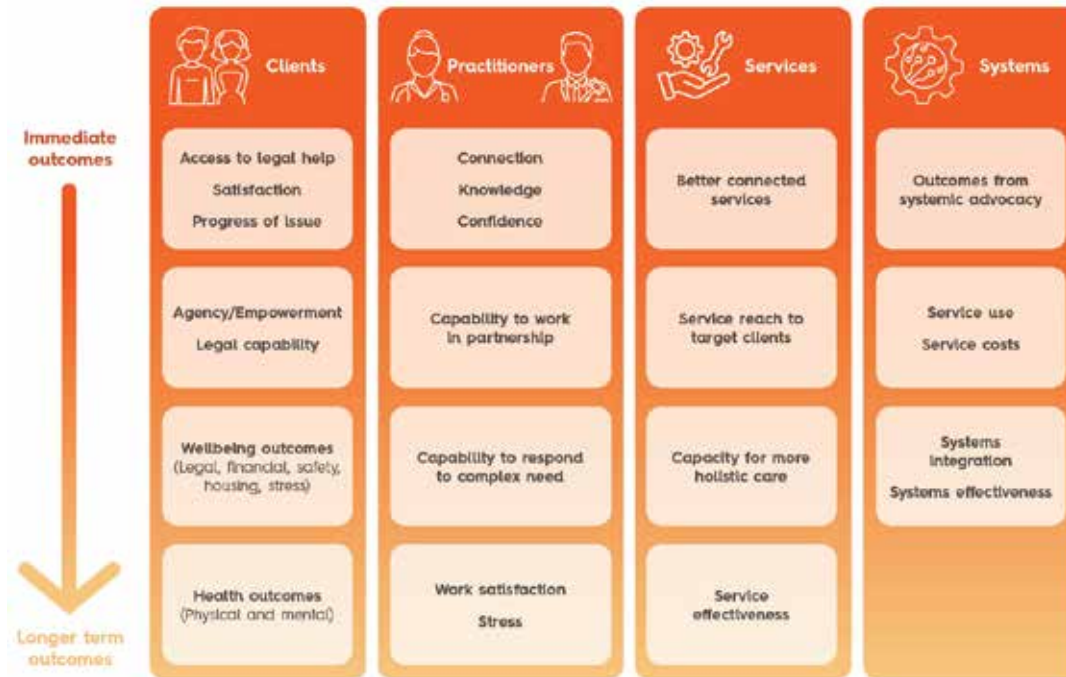 Clients
Practitioners
Services
Systems
Immediate
outcomes
Access to legal help
Satisfaction
Progress of issue
Connection
Knowledge
Confidence
Better connected
services
Outcomes from
systemic advocacy
Agency/Empowerment
Legal capability
Capability to work
in partnership
Service reach to
target clients
Service use
Service costs
Wellbeing outcomes
(Legal, financial, safety,
housing, stress)
Capability to respond
to complex need
Capacity for more
holistic care
Systems
integration
Systems effectiveness
Health outcomes
(Physical and mental)
Work satisfaction
Stress
Service
effectiveness
Longer term
outcomes